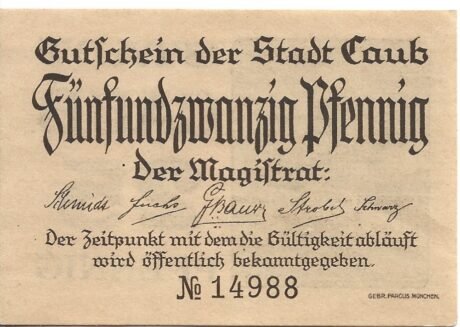 Gutschein der Stadt Caub
Fünfundzwanzig Pfennig
Der Magistrat:
Schmidt Fuchs Strobel Schwarz
Der Zeitpunkt mit dem die Gültigkeit abläuft
wird öffentlich bekanntgegeben.
№ 14988
GEBR. PARCUS MÜNCHEN.